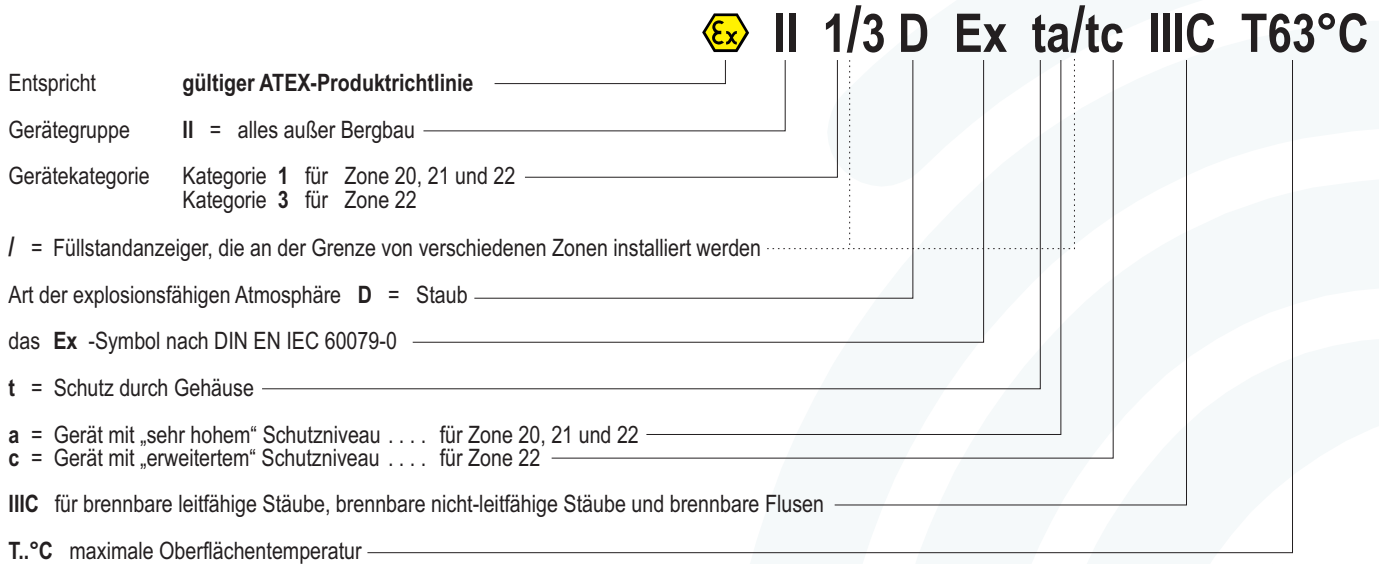 Ex II 1/3 D Ex ta/tc IIIC T63°C
Entspricht gültiger ATEX-Produktrichtlinie
Gerätegruppe II = alles außer Bergbau
Gerätekategorie Kategorie 1 für Zone 20, 21 und 22
Kategorie 3 für Zone 22
/ = Füllstandanzeiger, die an der Grenze von verschiedenen Zonen installiert werden
Art der explosionsfähigen Atmosphäre D = Staub
das Ex -Symbol nach DIN EN IEC 60079-0
t = Schutz durch Gehäuse
a = Gerät mit „sehr hohem“ Schutzniveau . . . . für Zone 20, 21 und 22
c = Gerät mit „erweitertem“ Schutzniveau . . . . für Zone 22
IIIC für brennbare leitfähige Stäube, brennbare nicht-leitfähige Stäube und brennbare Flusen
T..°C maximale Oberflächentemperatur